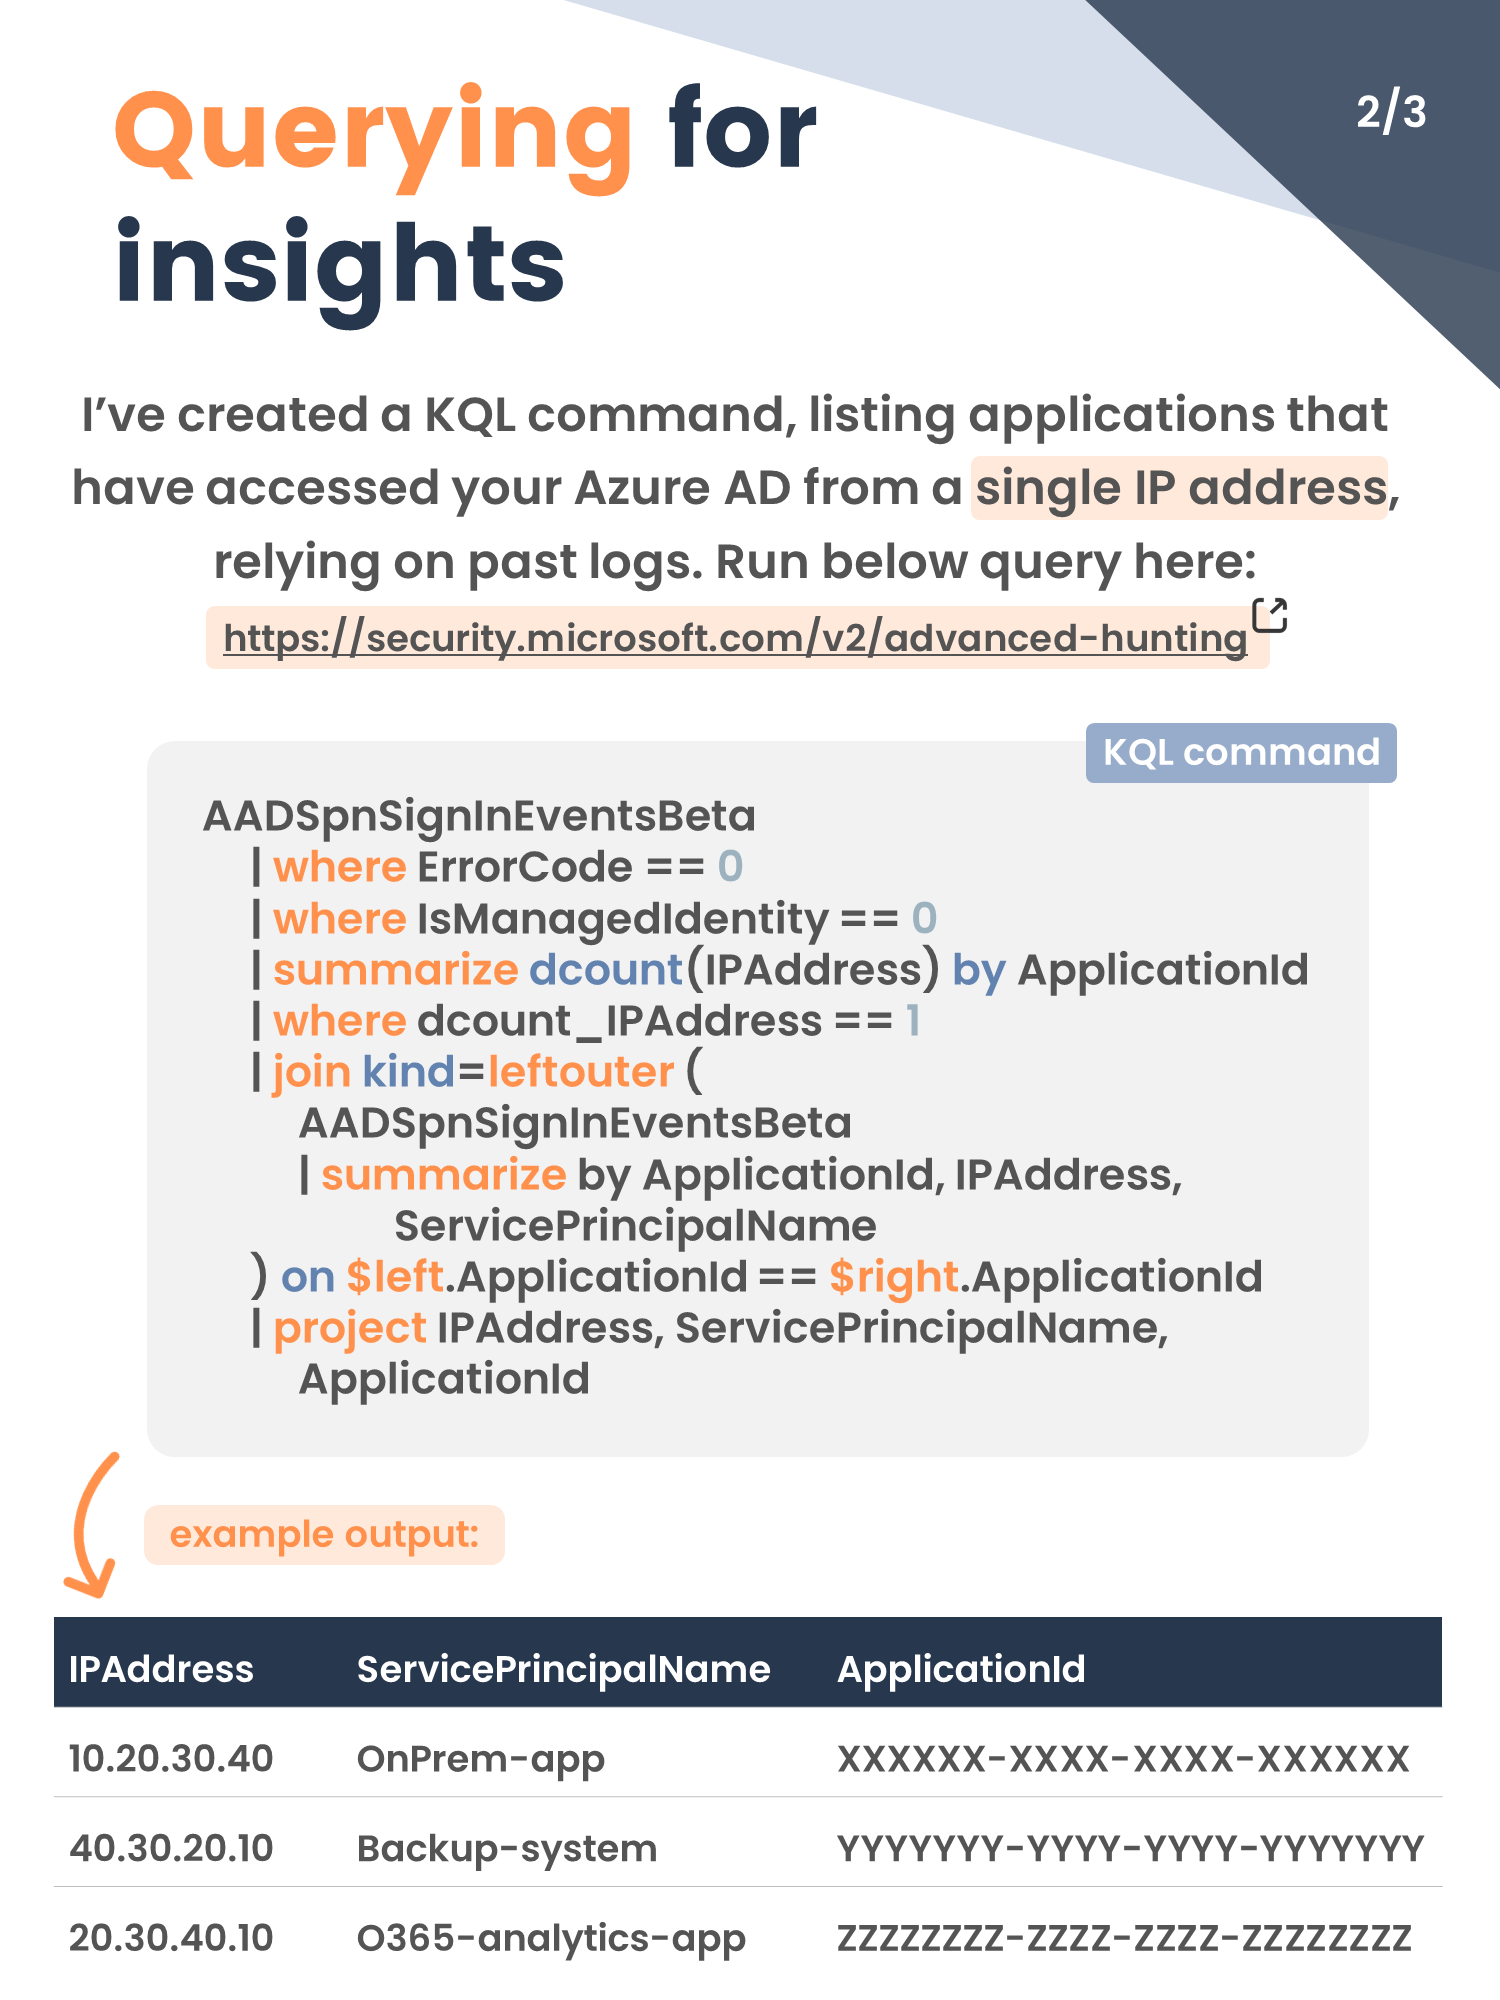 2/3
Querying for
insights
I’ve created a KQL command, listing applications that
have accessed your Azure AD from a single IP address,
relying on past logs. Run below query here:
https://security.microsoft.com/v2/advanced-hunting
KQL command
AADSpnSignInEventsBeta
| where ErrorCode == 0
| where IsManagedIdentity == 0
| summarize dcount(IPAddress) by ApplicationId
| where dcount_IPAddress == 1
| join kind=leftouter (
AADSpnSignInEventsBeta
| summarize by ApplicationId, IPAddress,
ServicePrincipalName
) on $left.ApplicationId == $right.ApplicationId
| project IPAddress, ServicePrincipalName,
ApplicationId
example output:
IPAddress ServicePrincipalName ApplicationId
10.20.30.40 OnPrem-app XXXXXX-XXXX-XXXX-XXXXXX
40.30.20.10 Backup-system YYYYYYY-YYYY-YYYY-YYYYYYY
20.30.40.10 O365-analytics-app ZZZZZZZZ-ZZZZ-ZZZZ-ZZZZZZZZ